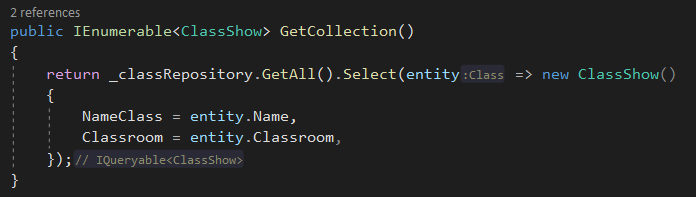 2 references
public IEnumerable<ClassShow> GetCollection()
{
    return _classRepository.GetAll().Select(entity:Class => new ClassShow()
    {
        NameClass = entity.Name,
        Classroom = entity.Classroom,
    });// IQueryable<ClassShow>
}